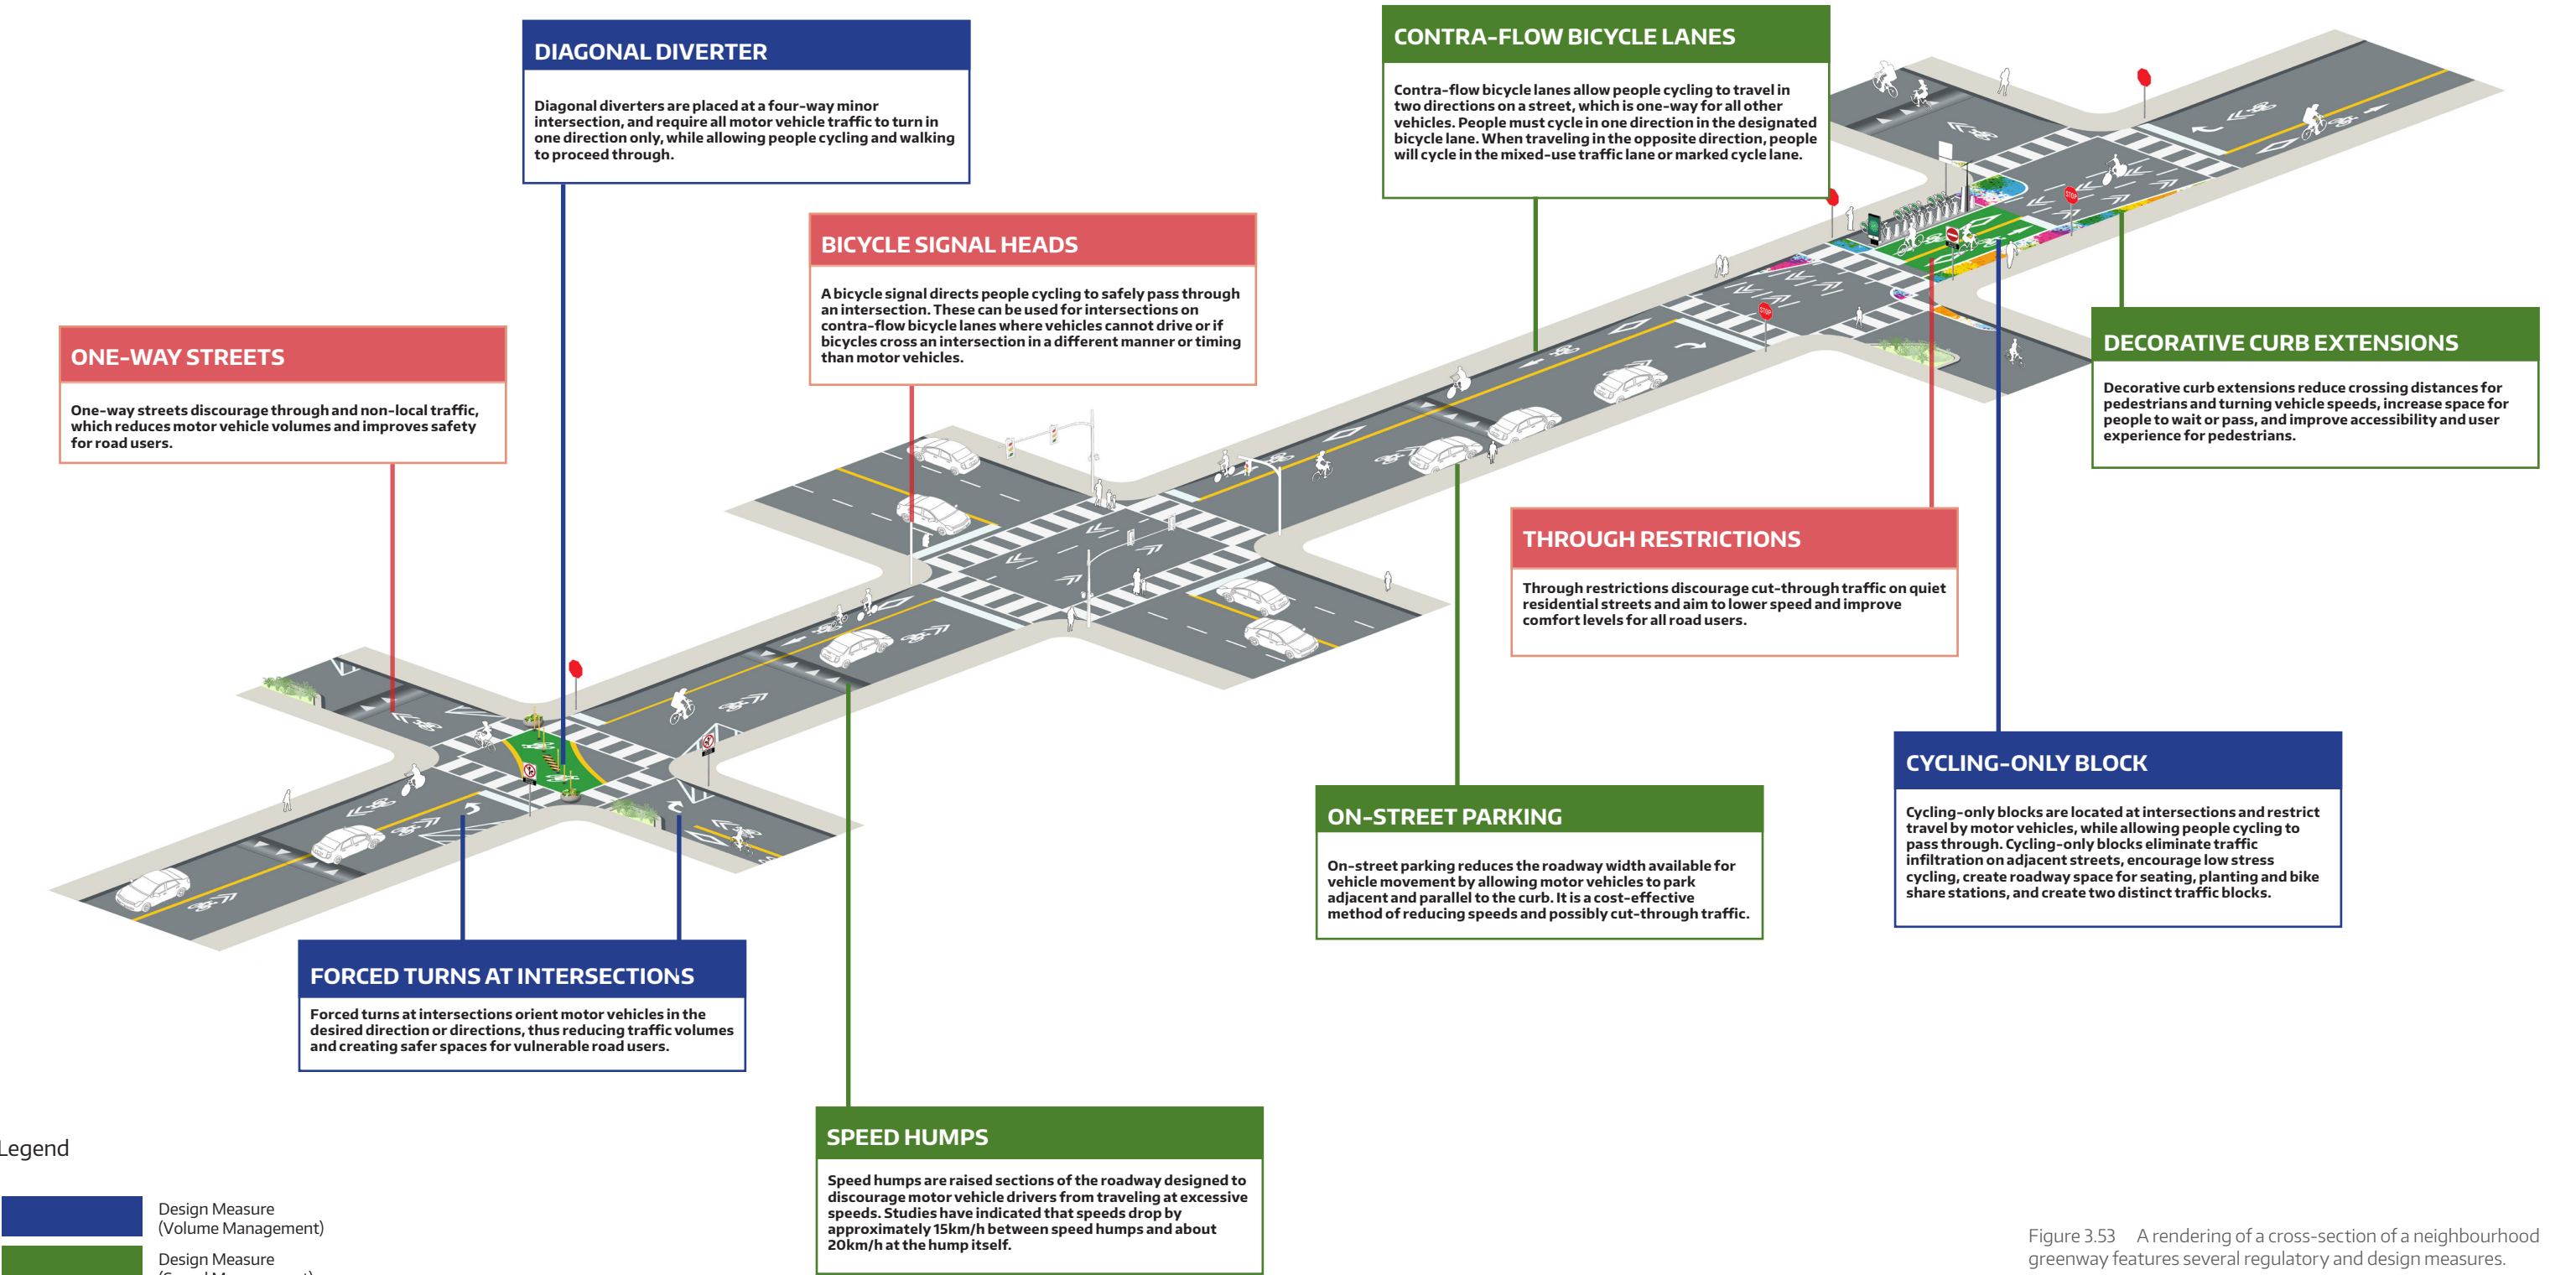 DIAGONAL DIVERTER
Diagonal diverters are placed at a four-way minor
intersection, and require all motor vehicle traffic to turn in
one direction only, while allowing people cycling and walking
to proceed through.
CONTRA-FLOW BICYCLE LANES
Contra-flow bicycle lanes allow people cycling to travel in
two directions on a street, which is one-way for all other
vehicles. People must cycle in one direction in the designated
bicycle lane. When traveling in the opposite direction, people
will cycle in the mixed-use traffic lane or marked cycle lane.
BICYCLE SIGNAL HEADS
A bicycle signal directs people cycling to safely pass through
an intersection. These can be used for intersections on
contra-flow bicycle lanes where vehicles cannot drive or if
bicycles cross an intersection in a different manner or timing
than motor vehicles.
ONE-WAY STREETS
One-way streets discourage through and non-local traffic,
which reduces motor vehicle volumes and improves safety
for road users.
STOP
STOP
DECORATIVE CURB EXTENSIONS
Decorative curb extensions reduce crossing distances for
pedestrians and turning vehicle speeds, increase space for
people to wait or pass, and improve accessibility and user
experience for pedestrians.
THROUGH RESTRICTIONS
Through restrictions discourage cut-through traffic on quiet
residential streets and aim to lower speed and improve
comfort levels for all road users.
CYCLING-ONLY BLOCK
Cycling-only blocks are located at intersections and restrict
travel by motor vehicles, while allowing people cycling to
pass through. Cycling-only blocks eliminate traffic
infiltration on adjacent streets, encourage low stress
cycling, create roadway space for seating, planting and bike
share stations, and create two distinct traffic blocks.
ON-STREET PARKING
On-street parking reduces the roadway width available for
vehicle movement by allowing motor vehicles to park
adjacent and parallel to the curb. It is a cost-effective
method of reducing speeds and possibly cut-through traffic.
FORCED TURNS AT INTERSECTIONS
Forced turns at intersections orient motor vehicles in the
desired direction or directions, thus reducing traffic volumes
and creating safer spaces for vulnerable road users.
SPEED HUMPS
Speed humps are raised sections of the roadway designed to
discourage motor vehicle drivers from traveling at excessive
speeds. Studies have indicated that speeds drop by
approximately 15km/h between speed humps and about
20km/h at the hump itself.
Legend
Design Measure
(Volume Management)
Design Measure
Figure 3.53 A rendering of a cross-section of a neighbourhood
greenway features several regulatory and design measures.